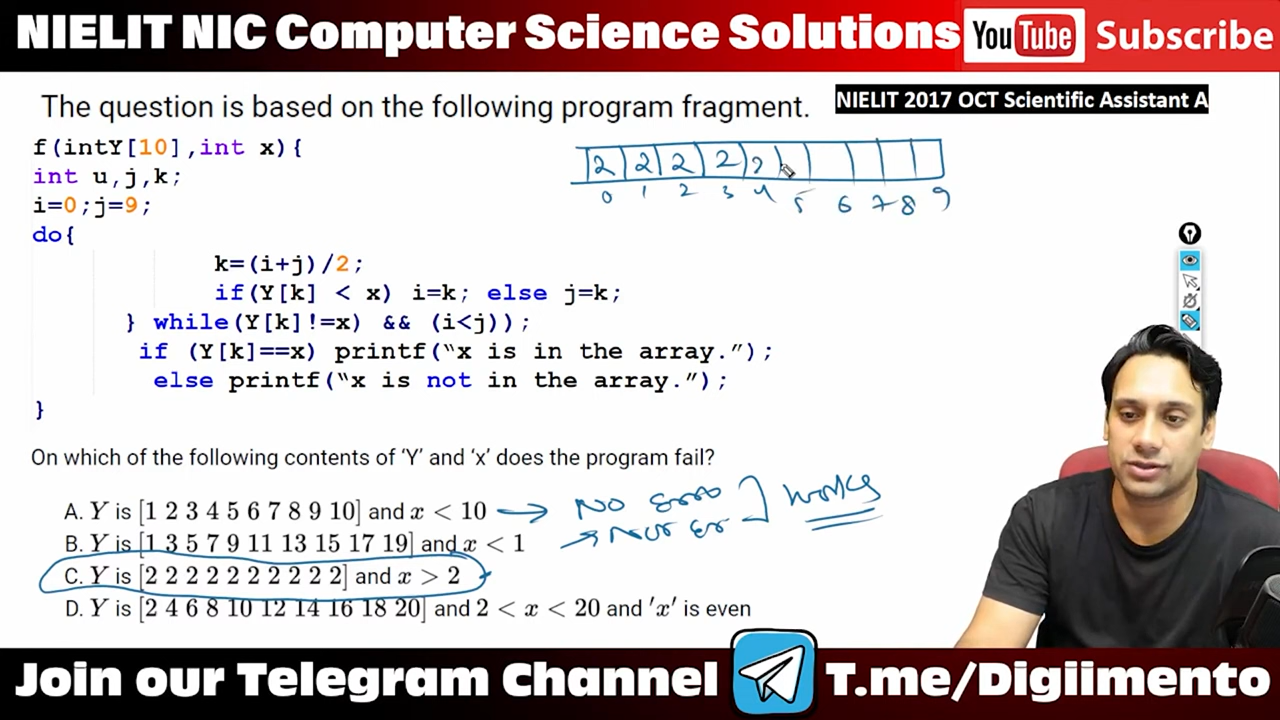 NIELIT NIC Computer Science Solutions YouTube Subscribe
The question is based on the following program fragment.
NIELIT 2017 OCT Scientific Assistant A
f(intY[10],int x){
int u,j,k;
i=0;j=9;
do{
k=(i+j)/2;
if(Y[k] < x) i=k; else j=k;
} while(Y[k]!=x) && (i<j));
if (Y[k]==x) printf(“x is in the array.”);
else printf(“x is not in the array.”);
}
2 2 2 2 2
0 1 2 3 4 5 6 7 8 9
On which of the following contents of ‘Y’ and ‘x’ does the program fail?
A. Y is [1 2 3 4 5 6 7 8 9 10] and x < 10 → No Error
works
B. Y is [1 3 5 7 9 11 13 15 17 19] and x < 1
C. Y is [2 2 2 2 2 2 2 2 2 2] and x > 2
D. Y is [2 4 6 8 10 12 14 16 18 20] and 2 < x < 20 and ′x′ is even
Join our Telegram Channel T.me/Digiimento